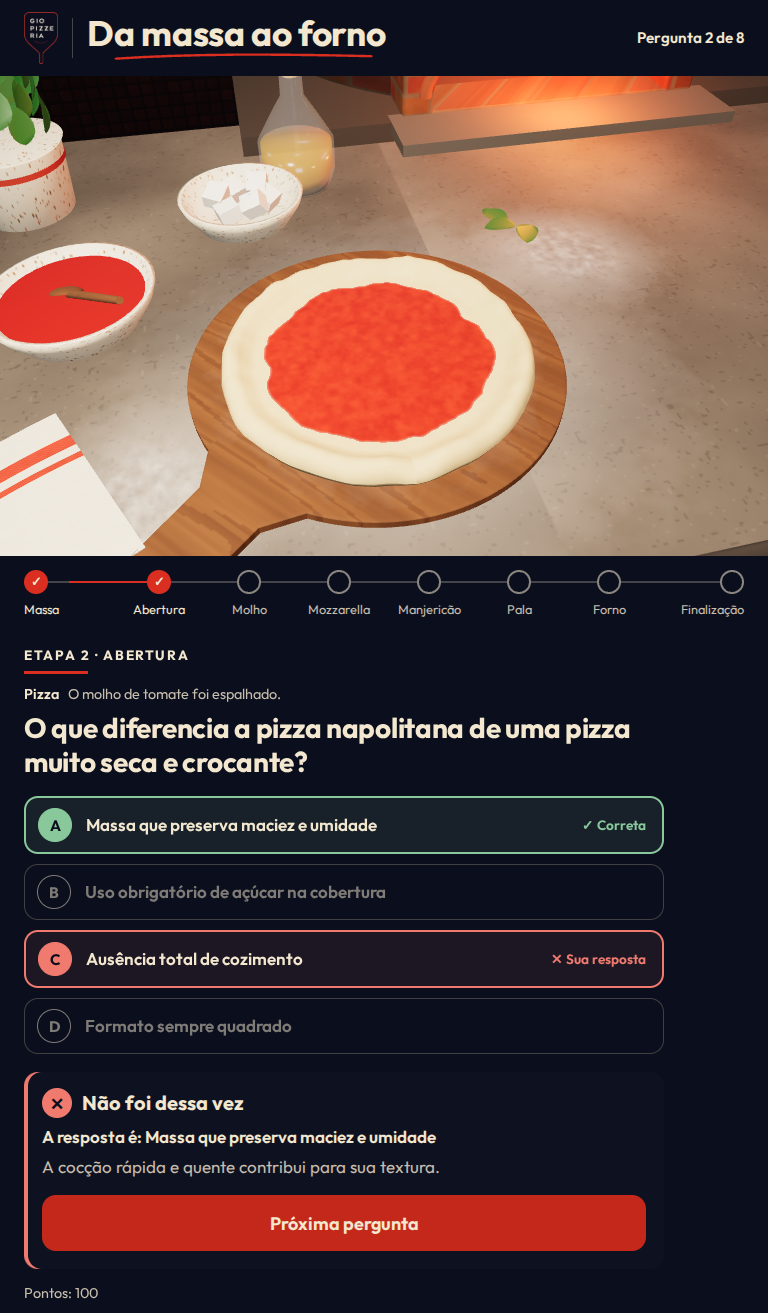 GIO
PIZZE
RIA
Da massa ao forno
Pergunta 2 de 8
✓ ✓
Massa Abertura Molho Mozzarella Manjericão Pala Forno Finalização
ETAPA 2 · ABERTURA
Pizza O molho de tomate foi espalhado.
O que diferencia a pizza napolitana de uma pizza
muito seca e crocante?
A Massa que preserva maciez e umidade ✓ Correta
B Uso obrigatório de açúcar na cobertura
C Ausência total de cozimento ✕ Sua resposta
D Formato sempre quadrado
✕ Não foi dessa vez
A resposta é: Massa que preserva maciez e umidade
A cocção rápida e quente contribui para sua textura.
Próxima pergunta
Pontos: 100